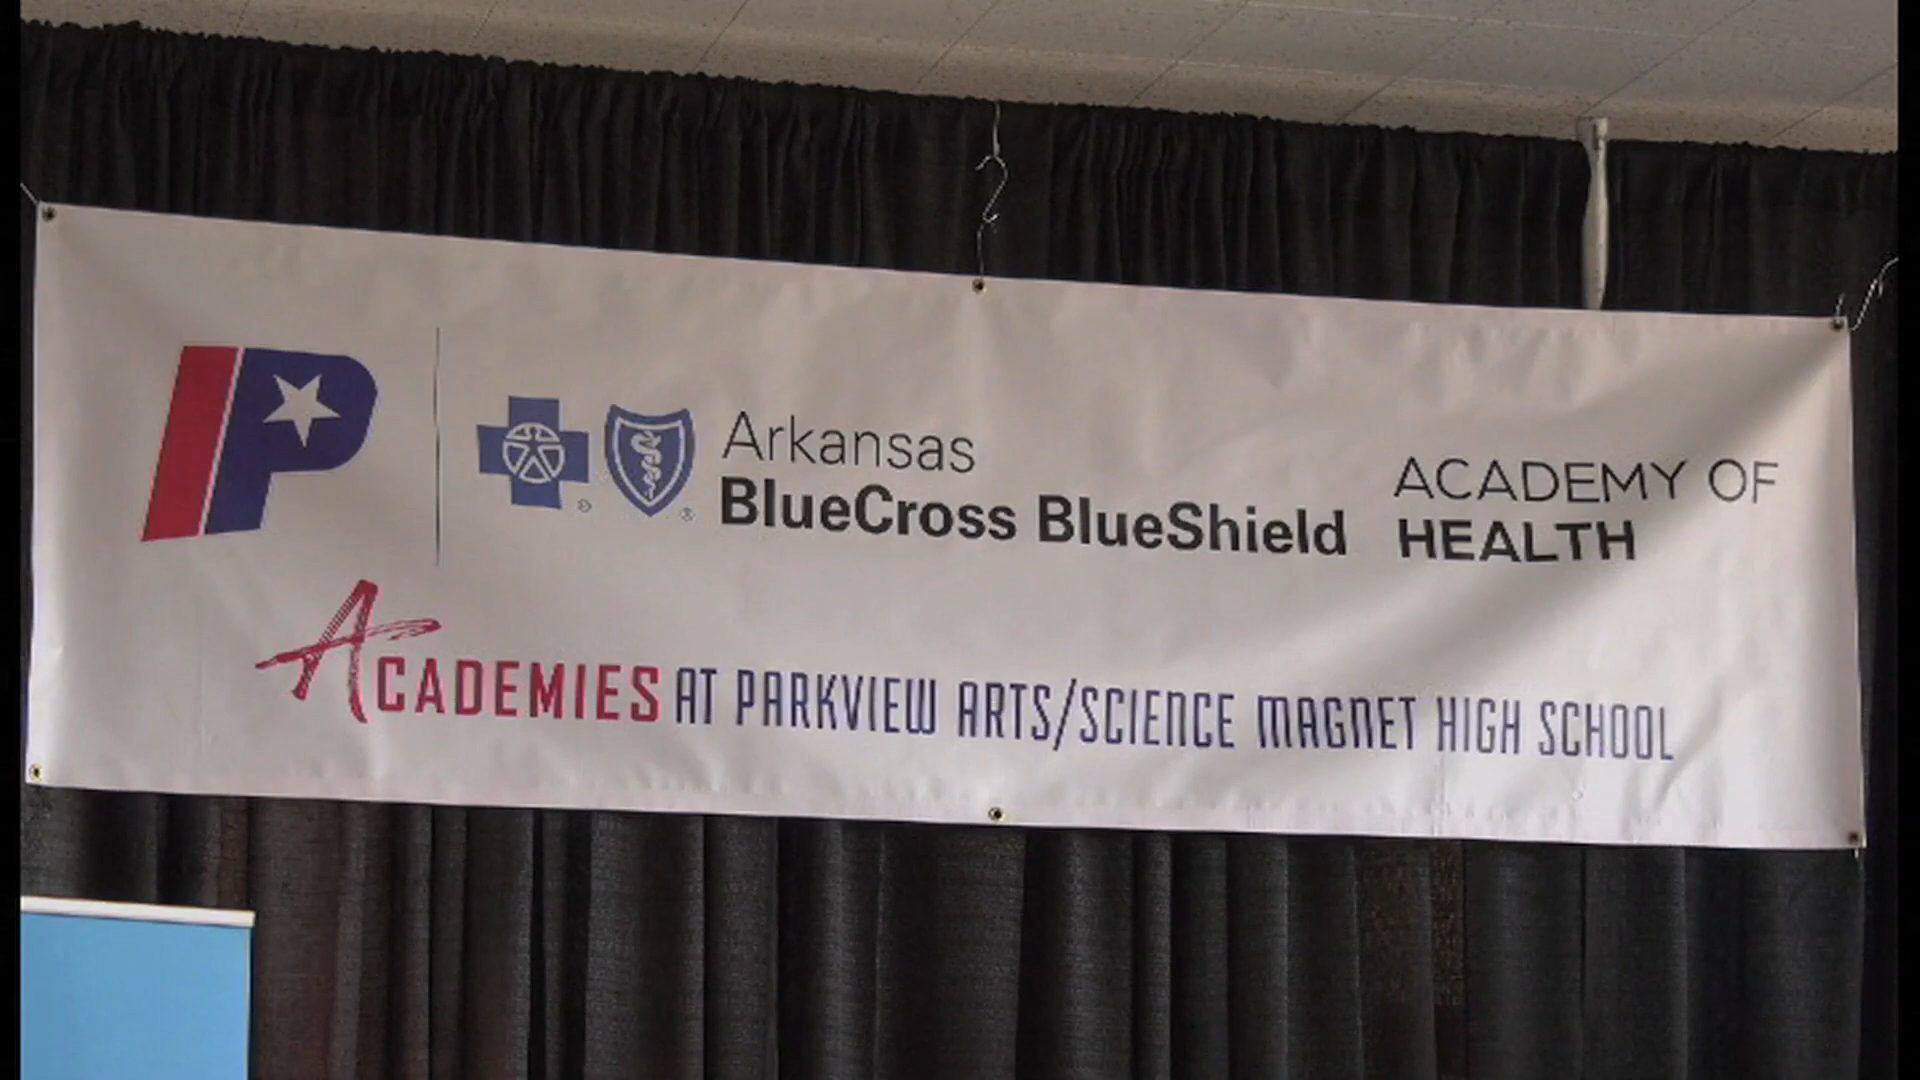 P
Arkansas
BlueCross BlueShield
ACADEMY OF
HEALTH
ACADEMIES AT PARKVIEW ARTS/SCIENCE MAGNET HIGH SCHOOL